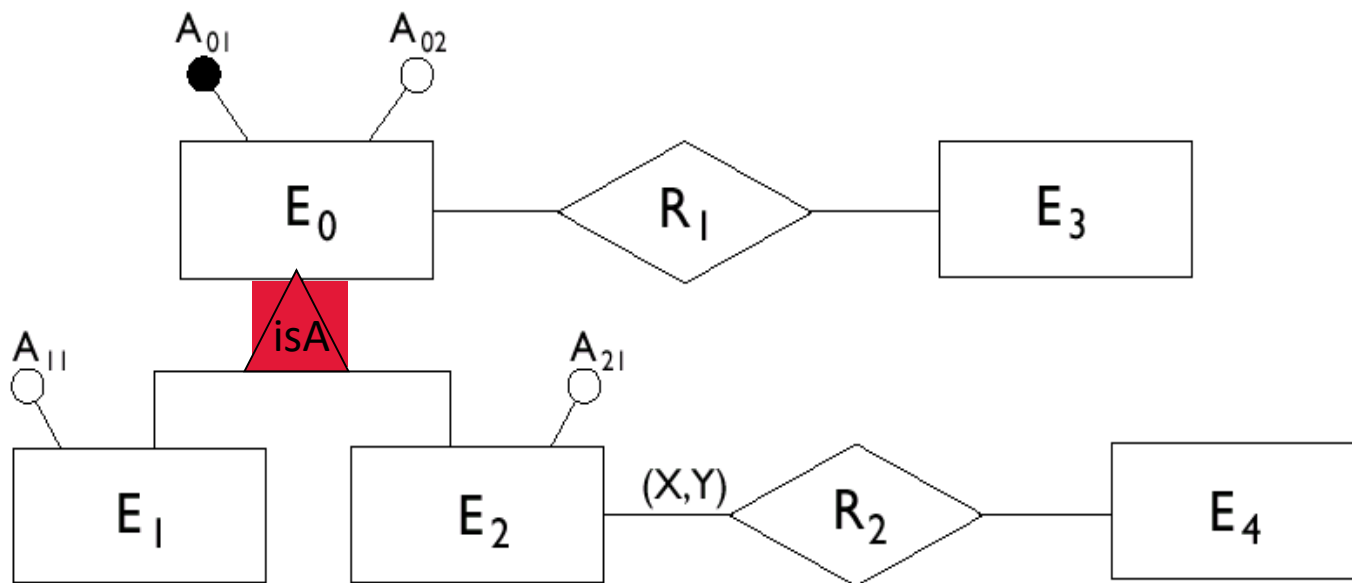 A₀₁ A₀₂
E₀ R₁ E₃
isA
A₁₁ A₂₁
(X,Y)
E₁ E₂ R₂ E₄